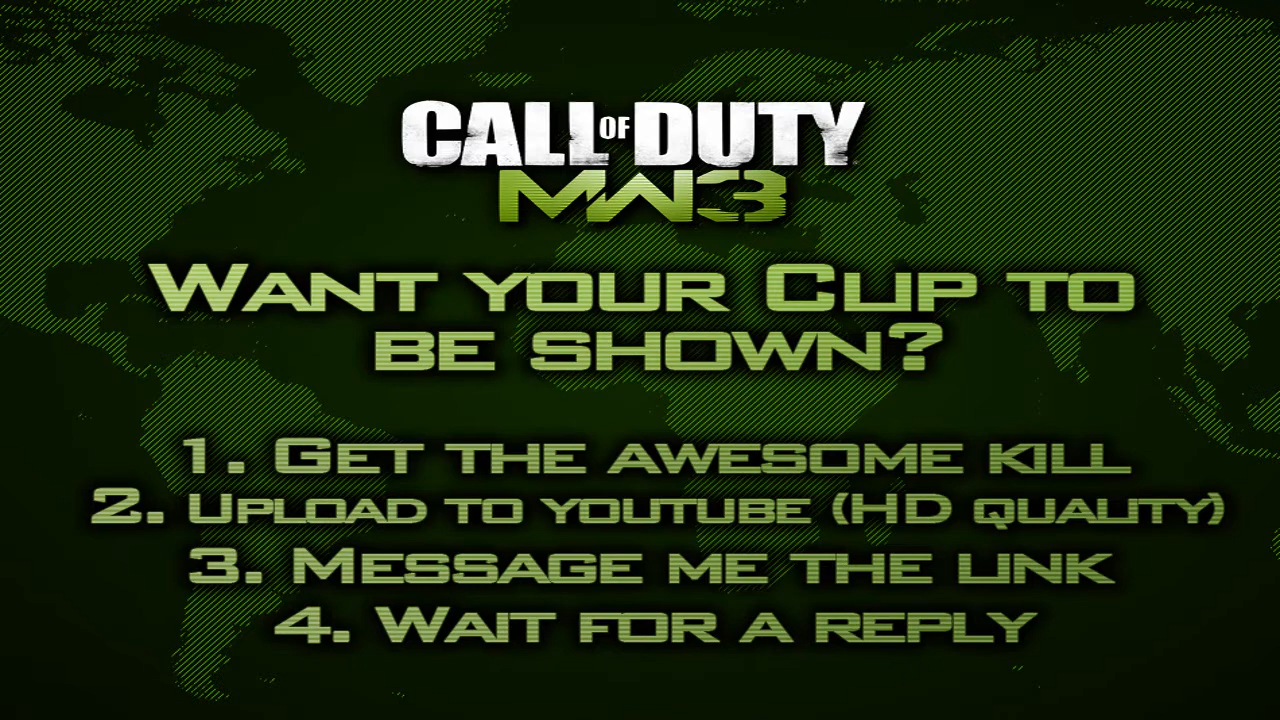 CALL OF DUTY
MW3
Want your Clip to
be shown?
1. Get the awesome kill
2. Upload to youtube (HD quality)
3. Message me the link
4. Wait for a reply